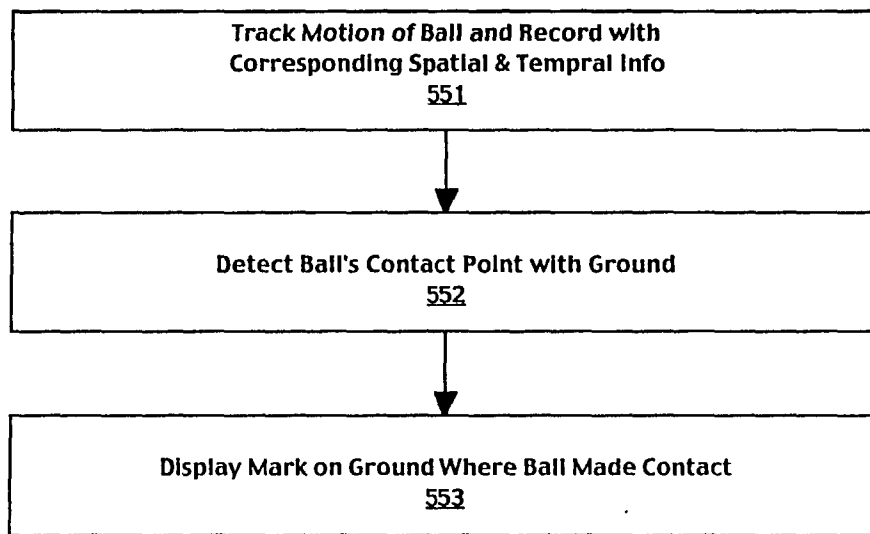 Track Motion of Ball and Record with
Corresponding Spatial & Tempral Info
551
Detect Ball's Contact Point with Ground
552
Display Mark on Ground Where Ball Made Contact
553